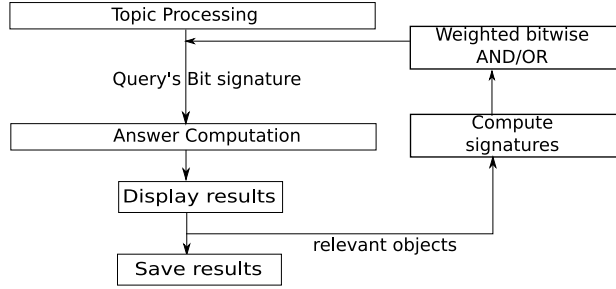 Topic Processing
Weighted bitwise
AND/OR
Query's Bit signature
Answer Computation
Compute
signatures
Display results
relevant objects
Save results